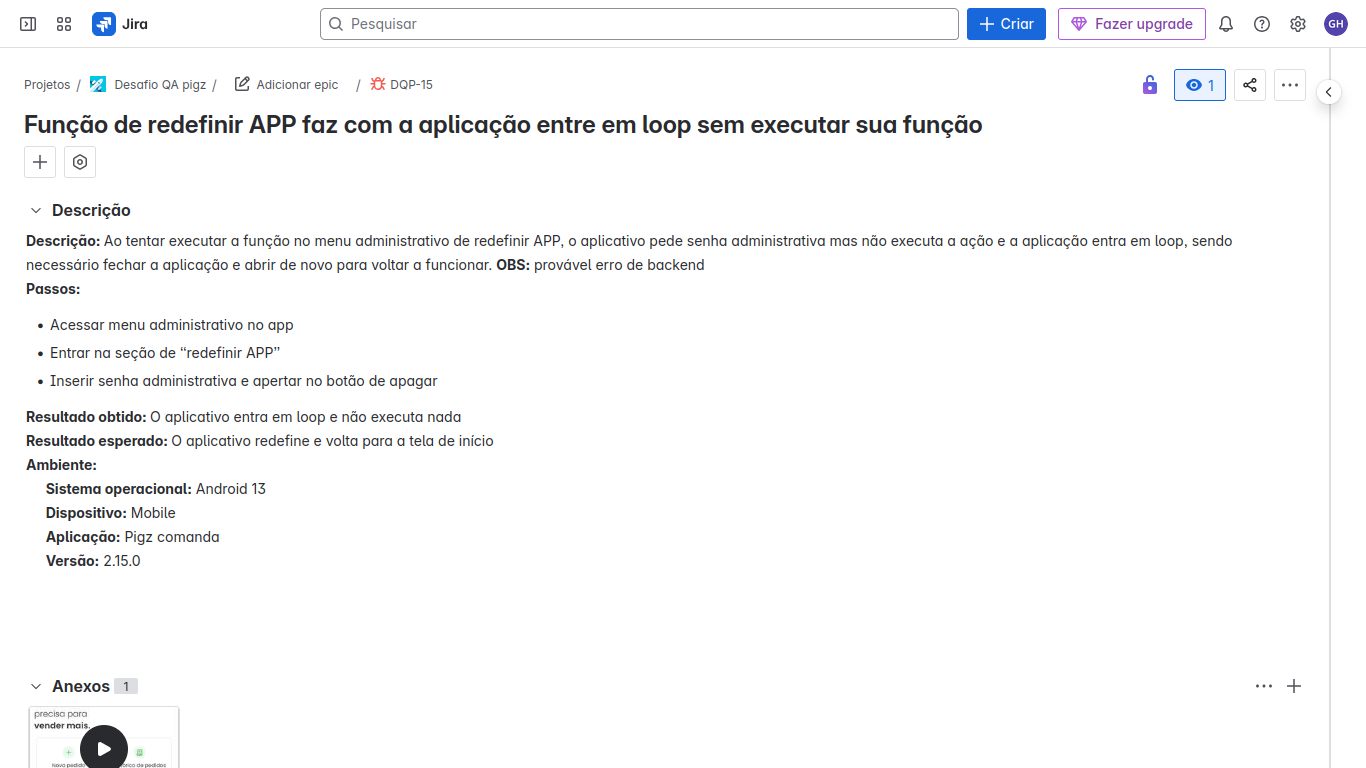 Jira
Pesquisar
Criar
Fazer upgrade
GH
Projetos / Desafio QA pigz / Adicionar epic / DQP-15
1
Função de redefinir APP faz com a aplicação entre em loop sem executar sua função
Descrição
Descrição: Ao tentar executar a função no menu administrativo de redefinir APP, o aplicativo pede senha administrativa mas não executa a ação e a aplicação entra em loop, sendo
necessário fechar a aplicação e abrir de novo para voltar a funcionar. OBS: provável erro de backend
Passos:
• Acessar menu administrativo no app
• Entrar na seção de “redefinir APP”
• Inserir senha administrativa e apertar no botão de apagar
Resultado obtido: O aplicativo entra em loop e não executa nada
Resultado esperado: O aplicativo redefine e volta para a tela de início
Ambiente:
Sistema operacional: Android 13
Dispositivo: Mobile
Aplicação: Pigz comanda
Versão: 2.15.0
Anexos 1
precisa para
vender mais.
Novo pedido
de pedidos